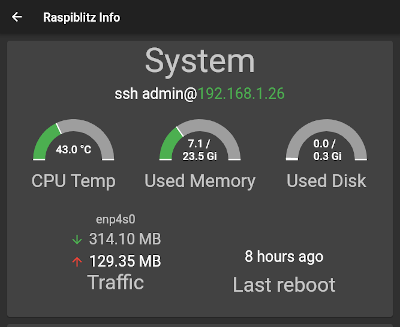 Raspiblitz Info
System
ssh admin@192.168.1.26
43.0 °C
7.1 /
23.5 Gi
0.0 /
0.3 Gi
CPU Temp
Used Memory
Used Disk
enp4s0
314.10 MB
129.35 MB
Traffic
8 hours ago
Last reboot